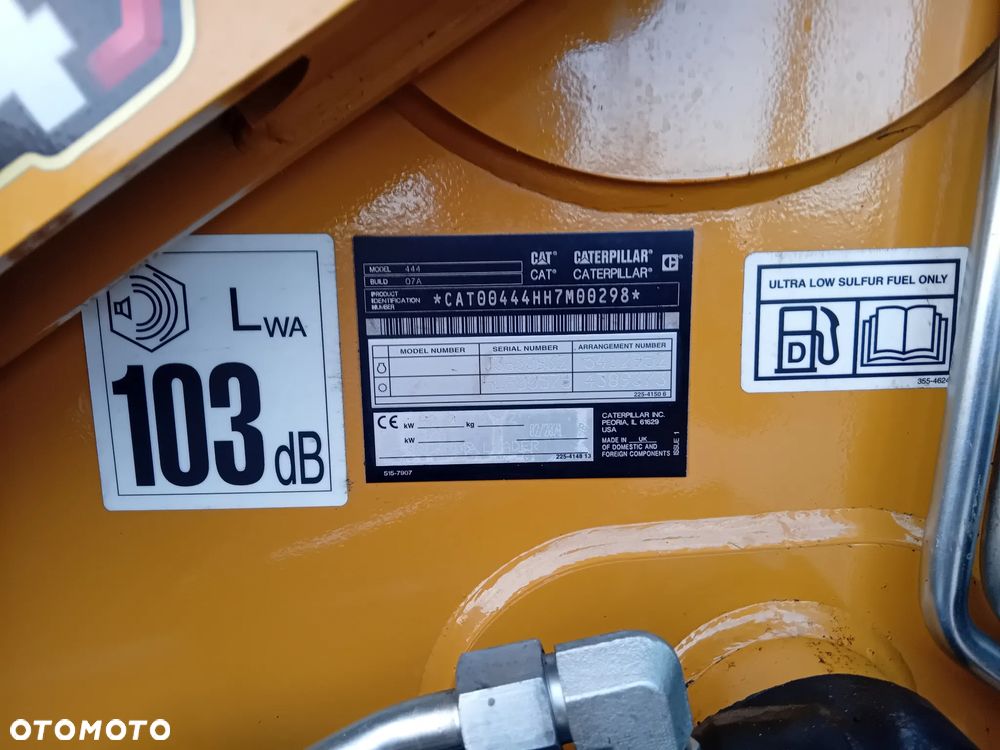 LWA
103 dB
CAT® CATERPILLAR®
CAT® CATERPILLAR®
MODEL 444
BUILD 07A
PRODUCT IDENTIFICATION NUMBER *CAT00444HH7M00298*
MODEL NUMBER SERIAL NUMBER ARRANGEMENT NUMBER
225-4150 6
CE kW kg
kW
225-4148 13
CATERPILLAR INC.
PEORIA, IL 61629
USA
MADE IN UK
OF DOMESTIC AND
FOREIGN COMPONENTS
ISSUE 1
515-7907
ULTRA LOW SULFUR FUEL ONLY
D
355-4624
OTOMOTO